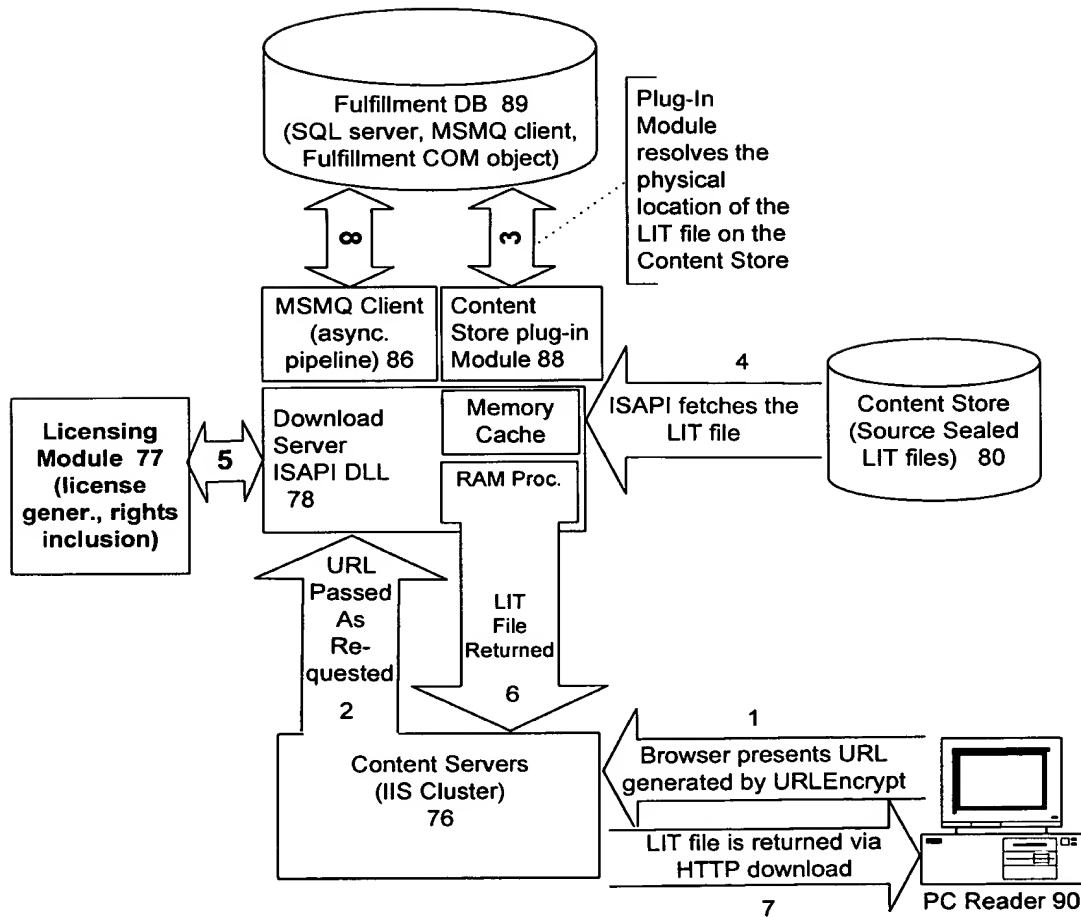 Fulfillment DB 89
(SQL server, MSMQ client,
Fulfillment COM object)
Plug-In
Module
resolves the
physical
location of the
LIT file on the
Content Store
8
3
MSMQ Client
(async.
pipeline) 86
Content
Store plug-in
Module 88
4
ISAPI fetches the
LIT file
Content Store
(Source Sealed
LIT files) 80
Licensing
Module 77
(license
gener., rights
inclusion)
5
Download
Server
ISAPI DLL
78
Memory
Cache
RAM Proc.
URL
Passed
As
Re-
quested
2
LIT
File
Returned
6
1
Browser presents URL
generated by URLEncrypt
Content Servers
(IIS Cluster)
76
LIT file is returned via
HTTP download
7
PC Reader 90